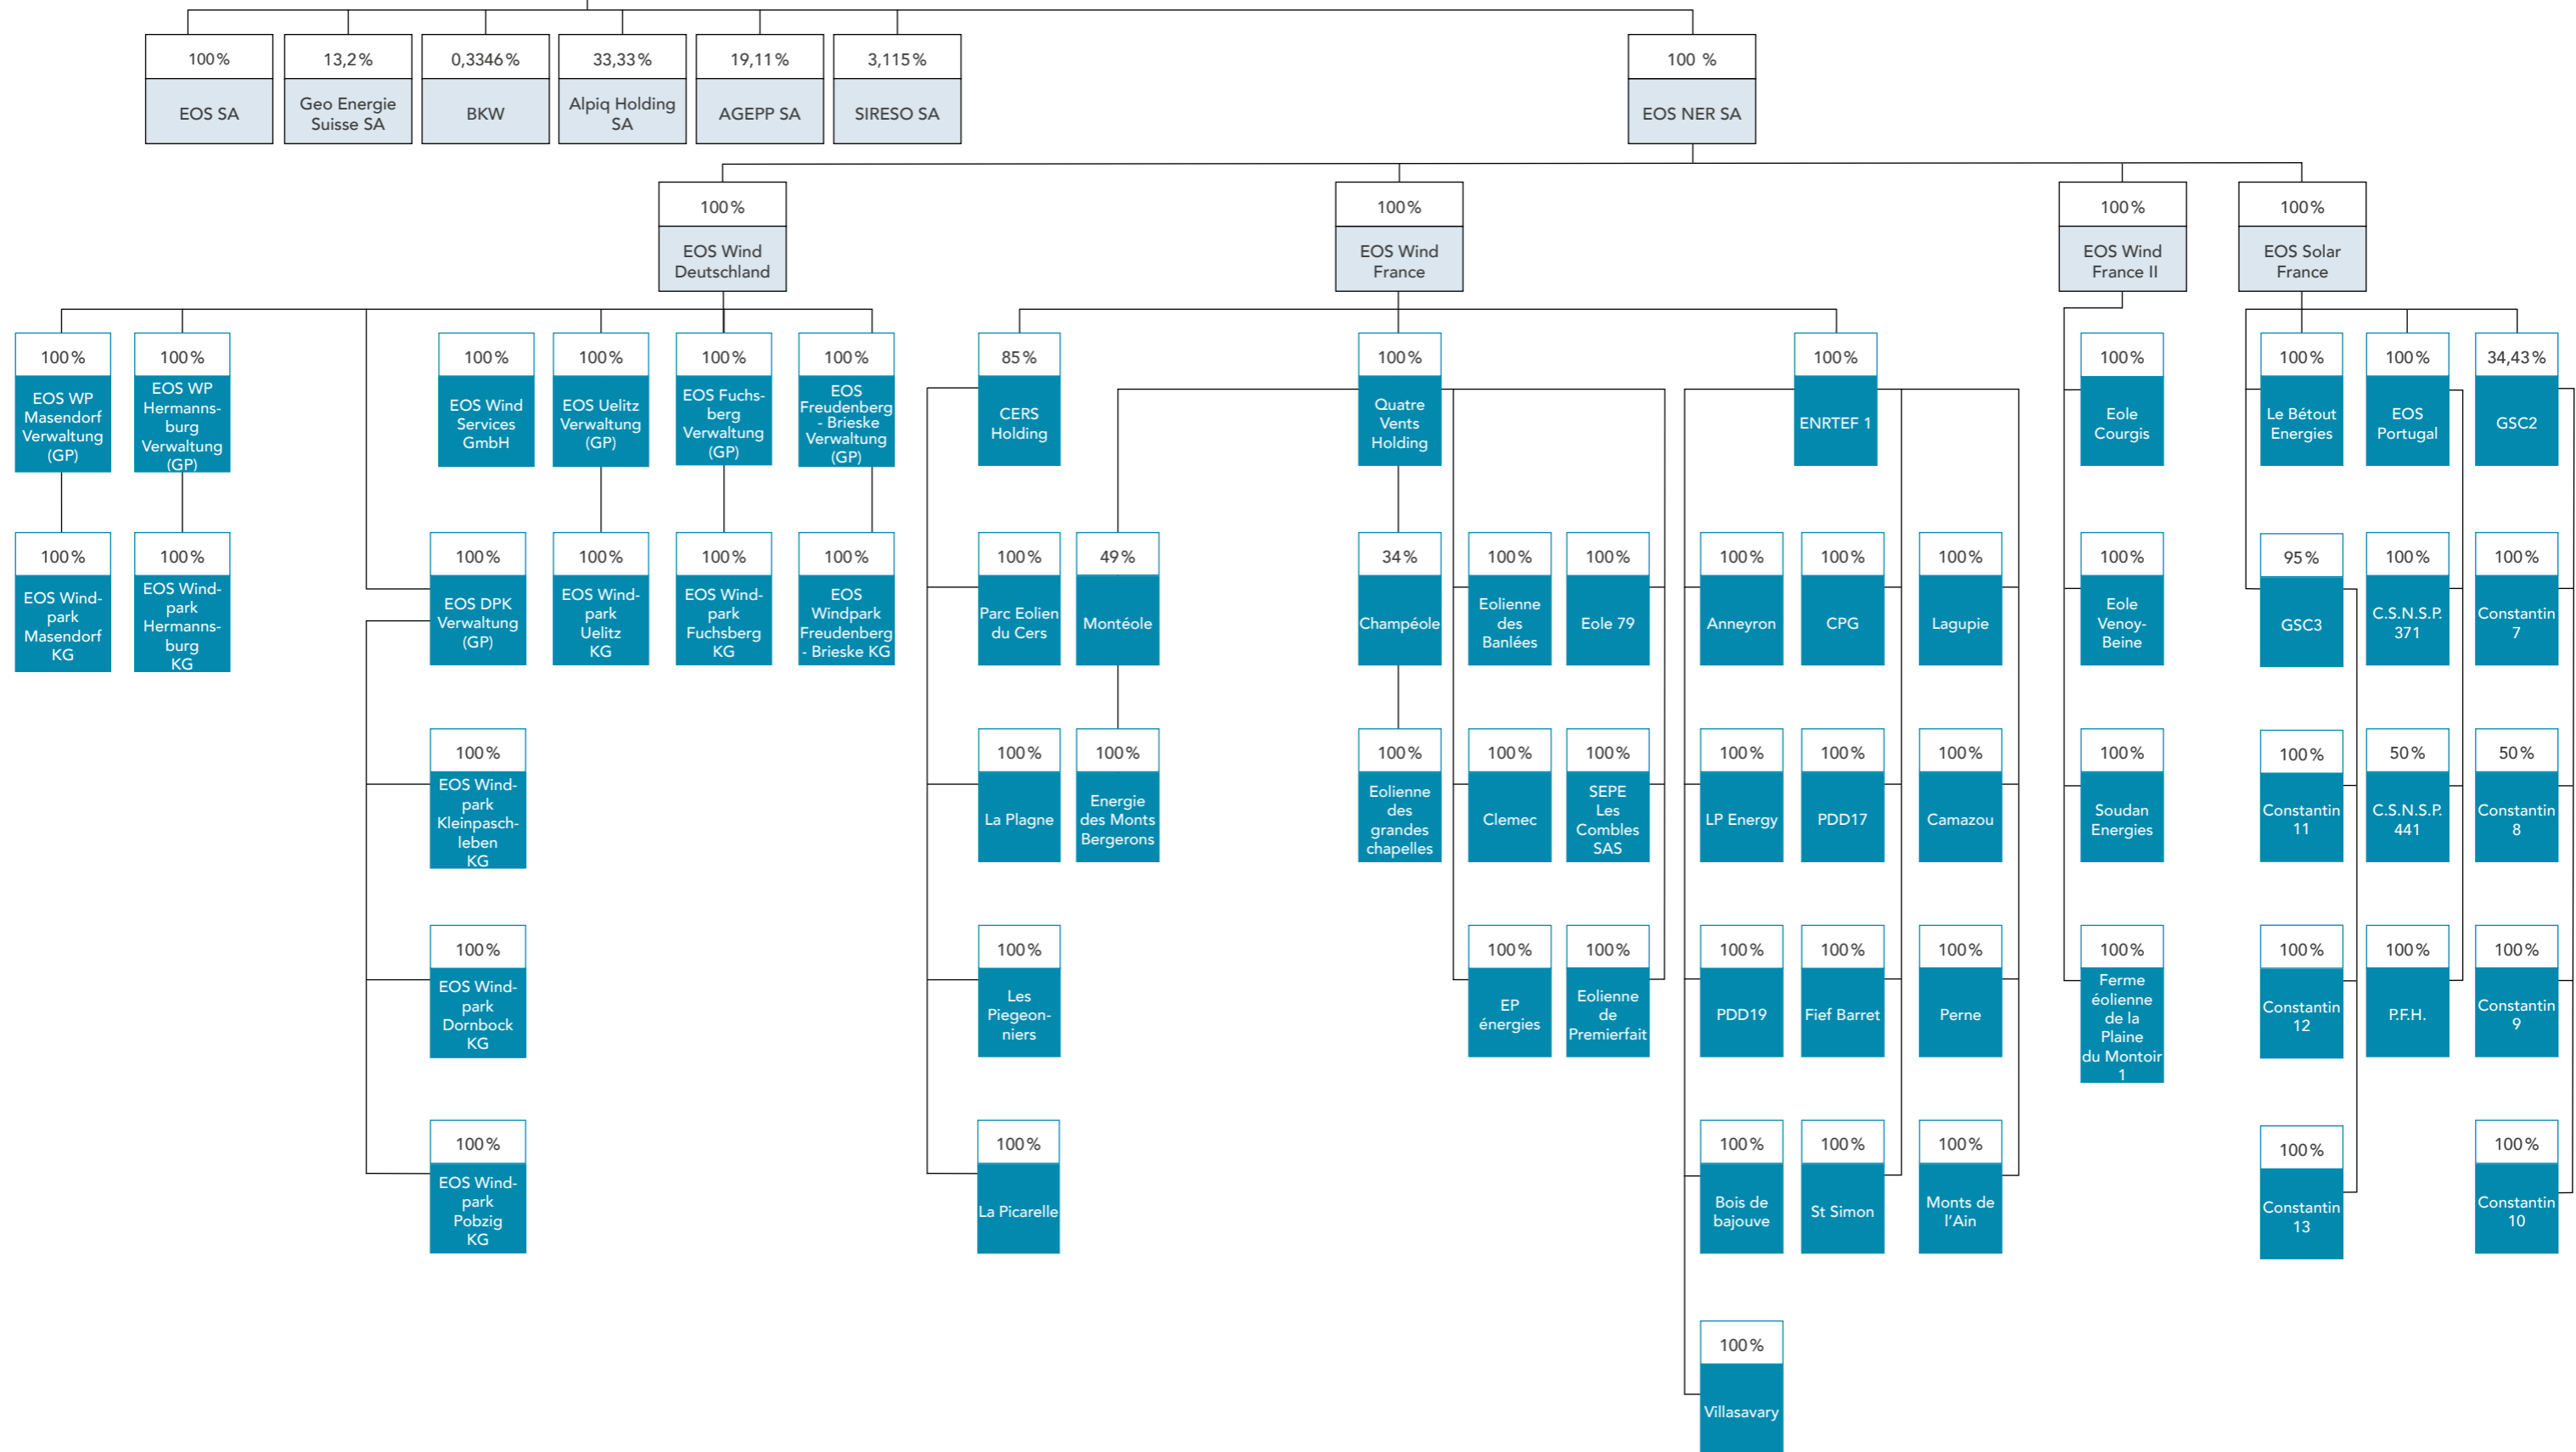 100 %
EOS SA
13,2 %
Geo Energie
Suisse SA
0,3346 %
BKW
33,33 %
Alpiq Holding
SA
19,11 %
AGEPP SA
3,115 %
SIRESO SA
100 %
EOS NER SA
100 %
EOS Wind
Deutschland
100 %
EOS Wind
France
100 %
EOS Wind
France II
100 %
EOS Solar
France
100 %
EOS WP
Masendorf
Verwaltung
(GP)
100 %
EOS WP
Hermanns-
burg
Verwaltung
(GP)
100 %
EOS Wind
Services
GmbH
100 %
EOS Uelitz
Verwaltung
(GP)
100 %
EOS Fuchs-
berg
Verwaltung
(GP)
100 %
EOS
Freudenberg
- Brieske
Verwaltung
(GP)
85 %
CERS
Holding
100 %
Quatre
Vents
Holding
100 %
ENRTEF 1
100 %
Eole
Courgis
100 %
Le Bétout
Energies
100 %
EOS
Portugal
34,43 %
GSC2
100 %
EOS Wind-
park
Masendorf
KG
100 %
EOS Wind-
park
Hermanns-
burg
KG
100 %
EOS DPK
Verwaltung
(GP)
100 %
EOS Wind-
park
Uelitz
KG
100 %
EOS Wind-
park
Fuchsberg
KG
100 %
EOS
Windpark
Freudenberg
- Brieske KG
100 %
Parc Eolien
du Cers
49 %
Montéole
34 %
Champéole
100 %
Eolienne
des
Banlées
100 %
Eole 79
100 %
Anneyron
100 %
CPG
100 %
Lagupie
100 %
Eole
Venoy-
Beine
95 %
GSC3
100 %
C.S.N.S.P.
371
100 %
Constantin
7
100 %
EOS Wind-
park
Kleinpasch-
leben
KG
100 %
La Plagne
100 %
Energie
des Monts
Bergerons
100 %
Eolienne
des
grandes
chapelles
100 %
Clemec
100 %
SEPE
Les
Combles
SAS
100 %
LP Energy
100 %
PDD17
100 %
Camazou
100 %
Soudan
Energies
100 %
Constantin
11
50 %
C.S.N.S.P.
441
50 %
Constantin
8
100 %
EOS Wind-
park
Dornbock
KG
100 %
Les
Piegeon-
niers
100 %
EP
énergies
100 %
Eolienne
de
Premierfait
100 %
PDD19
100 %
Fief Barret
100 %
Perne
100 %
Ferme
éolienne
de la
Plaine
du Montoir
1
100 %
Constantin
12
100 %
P.F.H.
100 %
Constantin
9
100 %
EOS Wind-
park
Pobzig
KG
100 %
La Picarelle
100 %
Bois de
bajouve
100 %
St Simon
100 %
Monts de
l'Ain
100 %
Constantin
13
100 %
Constantin
10
100 %
Villasavary